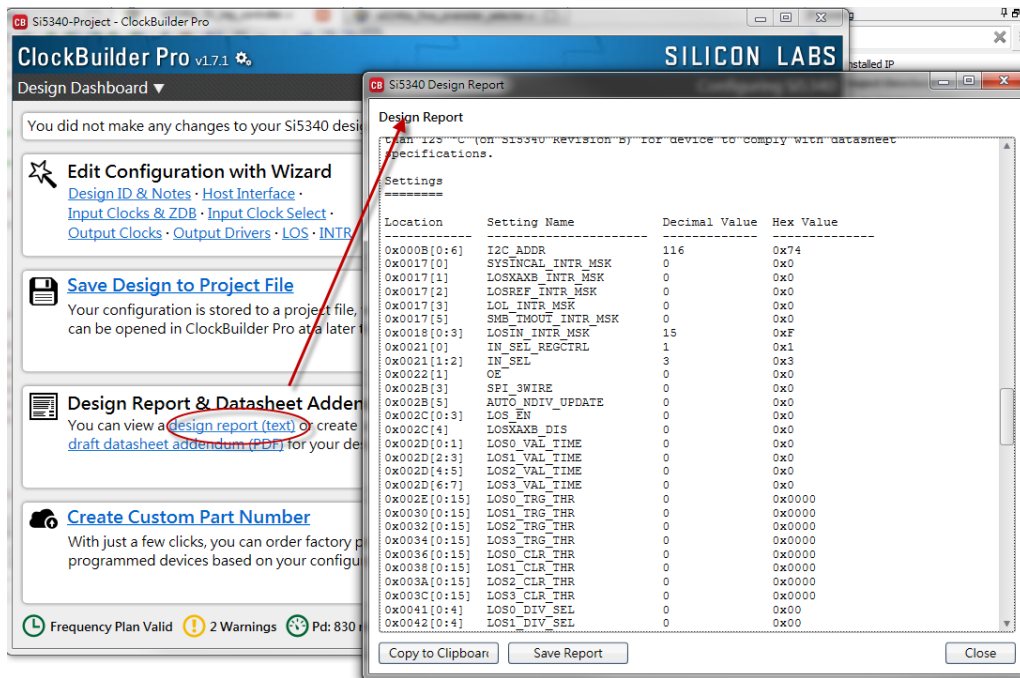 Si5340-Project - ClockBuilder Pro
ClockBuilder Pro v1.7.1
SILICON LABS
Design Dashboard ▼
You did not make any changes to your Si5340 desi
Edit Configuration with Wizard
Design ID & Notes · Host Interface ·
Input Clocks & ZDB · Input Clock Select ·
Output Clocks · Output Drivers · LOS · INTR
Save Design to Project File
Your configuration is stored to a project file,
can be opened in ClockBuilder Pro at a later
Design Report & Datasheet Adden
You can view a design report (text) or create
draft datasheet addendum (PDF) for your de
Create Custom Part Number
With just a few clicks, you can order factory p
programmed devices based on your configu
Frequency Plan Valid 2 Warnings Pd: 830
nstalled IP
Si5340 Design Report
Configuring Si5340
Design Report
than 125 °C (on Si5340 Revision B) for device to comply with datasheet
specifications.
Settings
========
Location Setting Name Decimal Value Hex Value
------------ ---------------------- ------------- --------------
0x000B[0:6] I2C_ADDR 116 0x74
0x0017[0] SYSINCAL_INTR_MSK 0 0x0
0x0017[1] LOSXAXB_INTR_MSK 0 0x0
0x0017[2] LOSREF_INTR_MSK 0 0x0
0x0017[3] LOL_INTR_MSK 0 0x0
0x0017[5] SMB_TMOUT_INTR_MSK 0 0x0
0x0018[0:3] LOSIN_INTR_MSK 15 0xF
0x0021[0] IN_SEL_REGCTRL 1 0x1
0x0021[1:2] IN_SEL 3 0x3
0x0022[1] OE 0 0x0
0x002B[3] SPI_3WIRE 0 0x0
0x002B[5] AUTO_NDIV_UPDATE 0 0x0
0x002C[0:3] LOS_EN 0 0x0
0x002C[4] LOSXAXB_DIS 0 0x0
0x002D[0:1] LOS0_VAL_TIME 0 0x0
0x002D[2:3] LOS1_VAL_TIME 0 0x0
0x002D[4:5] LOS2_VAL_TIME 0 0x0
0x002D[6:7] LOS3_VAL_TIME 0 0x0
0x002E[0:15] LOS0_TRG_THR 0 0x0000
0x0030[0:15] LOS1_TRG_THR 0 0x0000
0x0032[0:15] LOS2_TRG_THR 0 0x0000
0x0034[0:15] LOS3_TRG_THR 0 0x0000
0x0036[0:15] LOS0_CLR_THR 0 0x0000
0x0038[0:15] LOS1_CLR_THR 0 0x0000
0x003A[0:15] LOS2_CLR_THR 0 0x0000
0x003C[0:15] LOS3_CLR_THR 0 0x0000
0x0041[0:4] LOS0_DIV_SEL 0 0x00
0x0042[0:4] LOS1_DIV_SEL 0 0x00
Copy to Clipboar Save Report Close